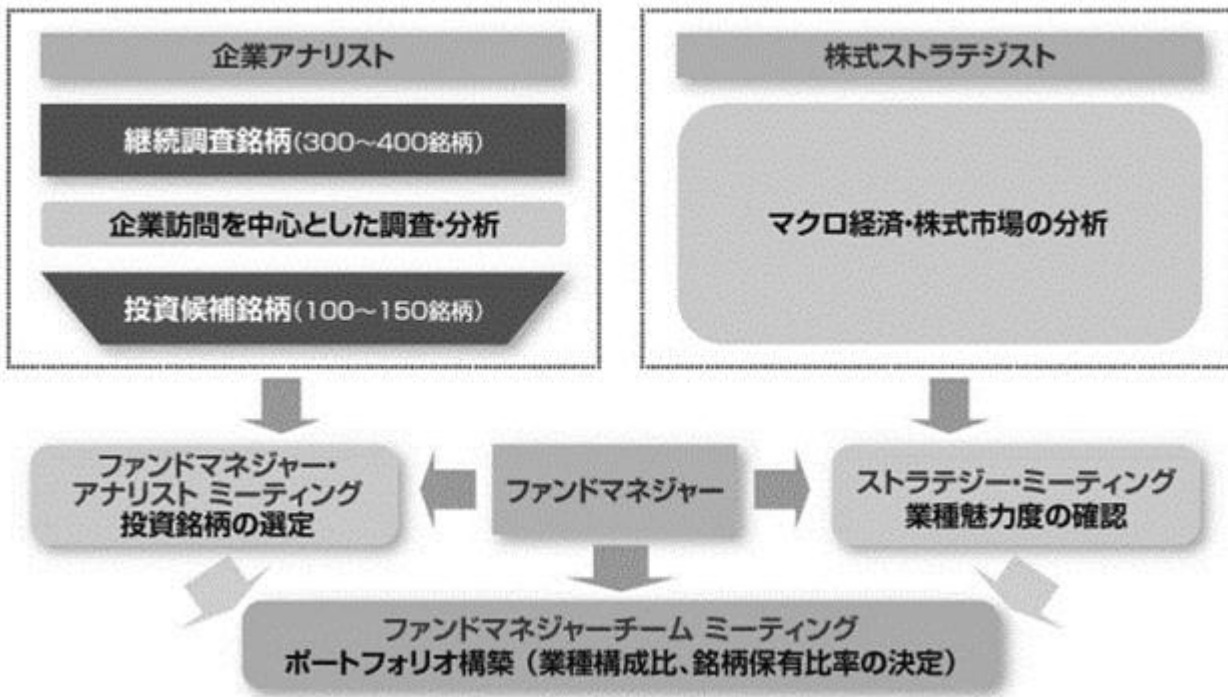 企業アナリスト
継続調査銘柄(300～400銘柄)
企業訪問を中心とした調査・分析
投資候補銘柄(100～150銘柄)
株式ストラテジスト
マクロ経済・株式市場の分析
ファンドマネジャー・
アナリスト ミーティング
投資銘柄の選定
ファンドマネジャー
ストラテジー・ミーティング
業種魅力度の確認
ファンドマネジャーチーム ミーティング
ポートフォリオ構築（業種構成比、銘柄保有比率の決定）